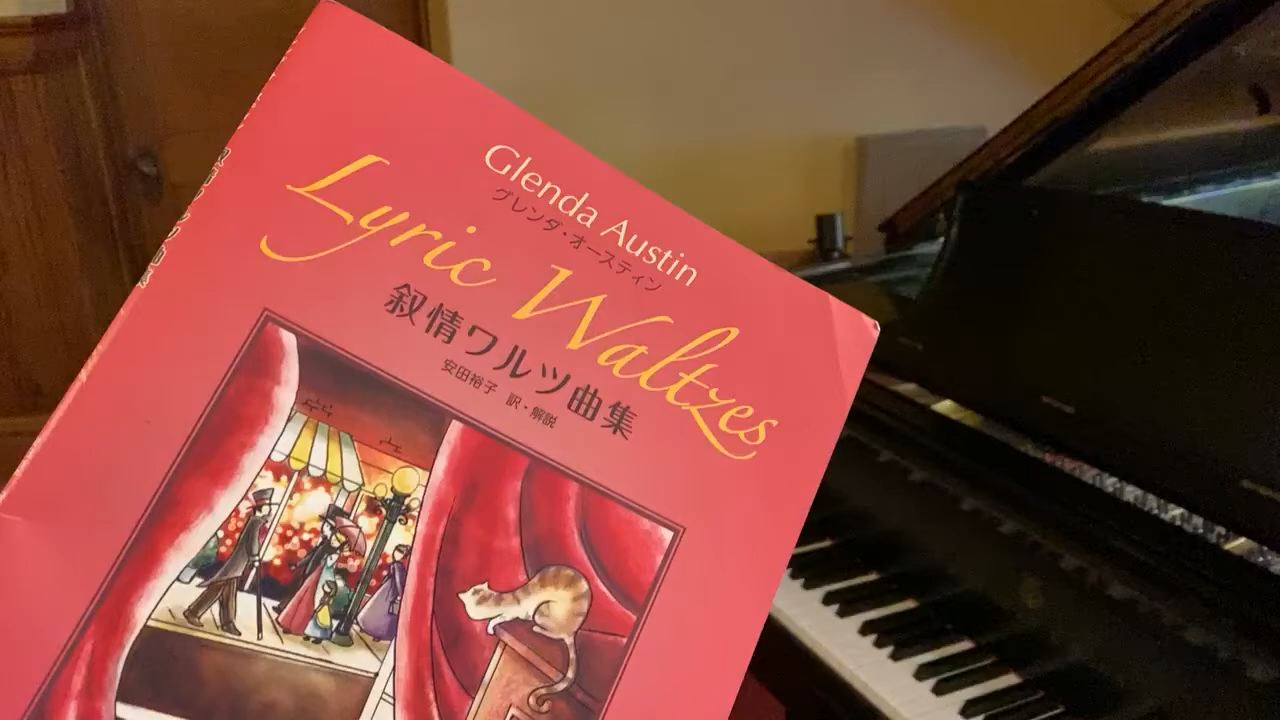 Glenda Austin
グレンダ・オースティン
Lyric Waltzes
叙情ワルツ曲集
安田裕子 訳・解説